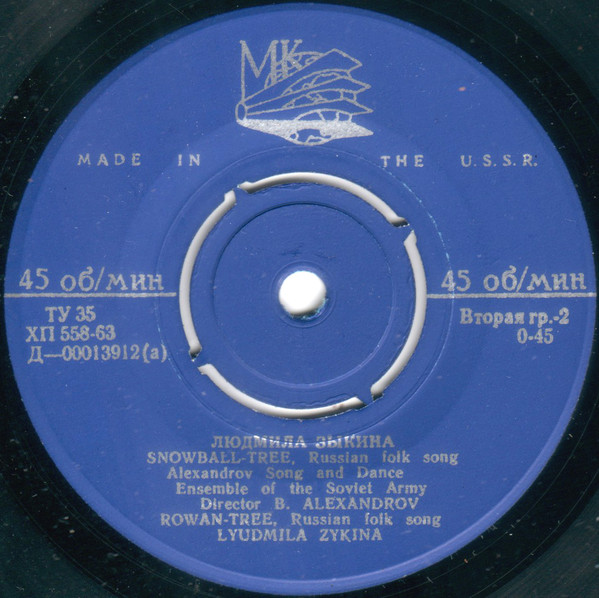 МК
MADE IN THE U.S.S.R.
45 об/мин 45 об/мин
ТУ 35
ХП 558-63
Д—00013912(а)
Вторая гр.-2
0-45
ЛЮДМИЛА ЗЫКИНА
SNOWBALL-TREE, Russian folk song
Alexandrov Song and Dance
Ensemble of the Soviet Army
Director B. ALEXANDROV
ROWAN-TREE, Russian folk song
LYUDMILA ZYKINA